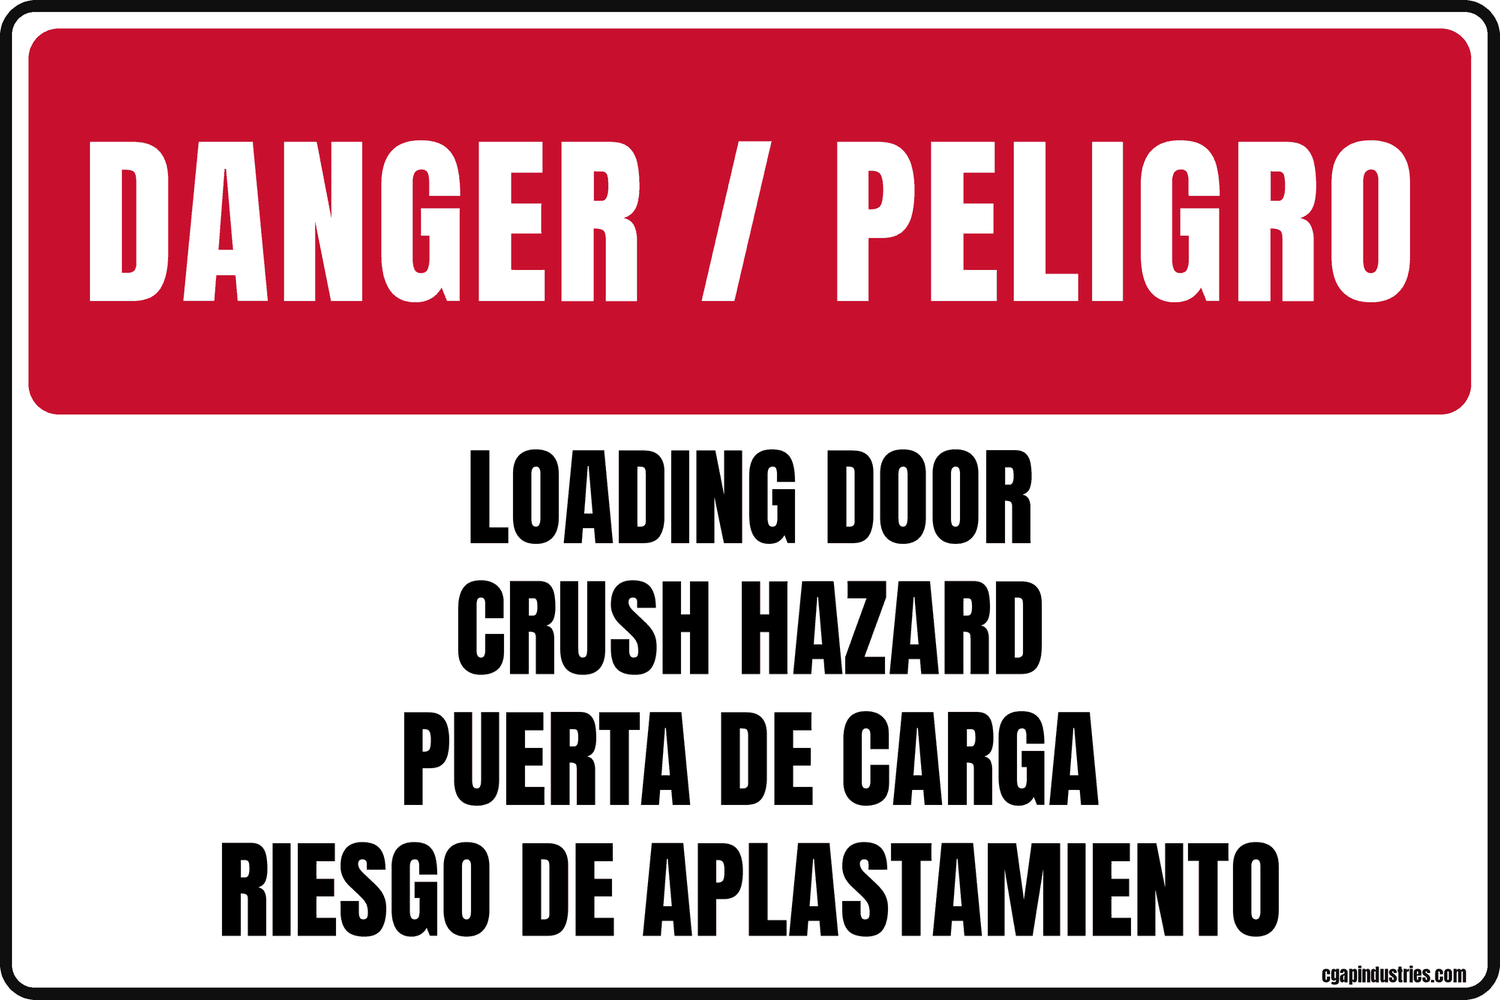 DANGER / PELIGRO
LOADING DOOR
CRUSH HAZARD
PUERTA DE CARGA
RIESGO DE APLASTAMIENTO
cgapindustries.com